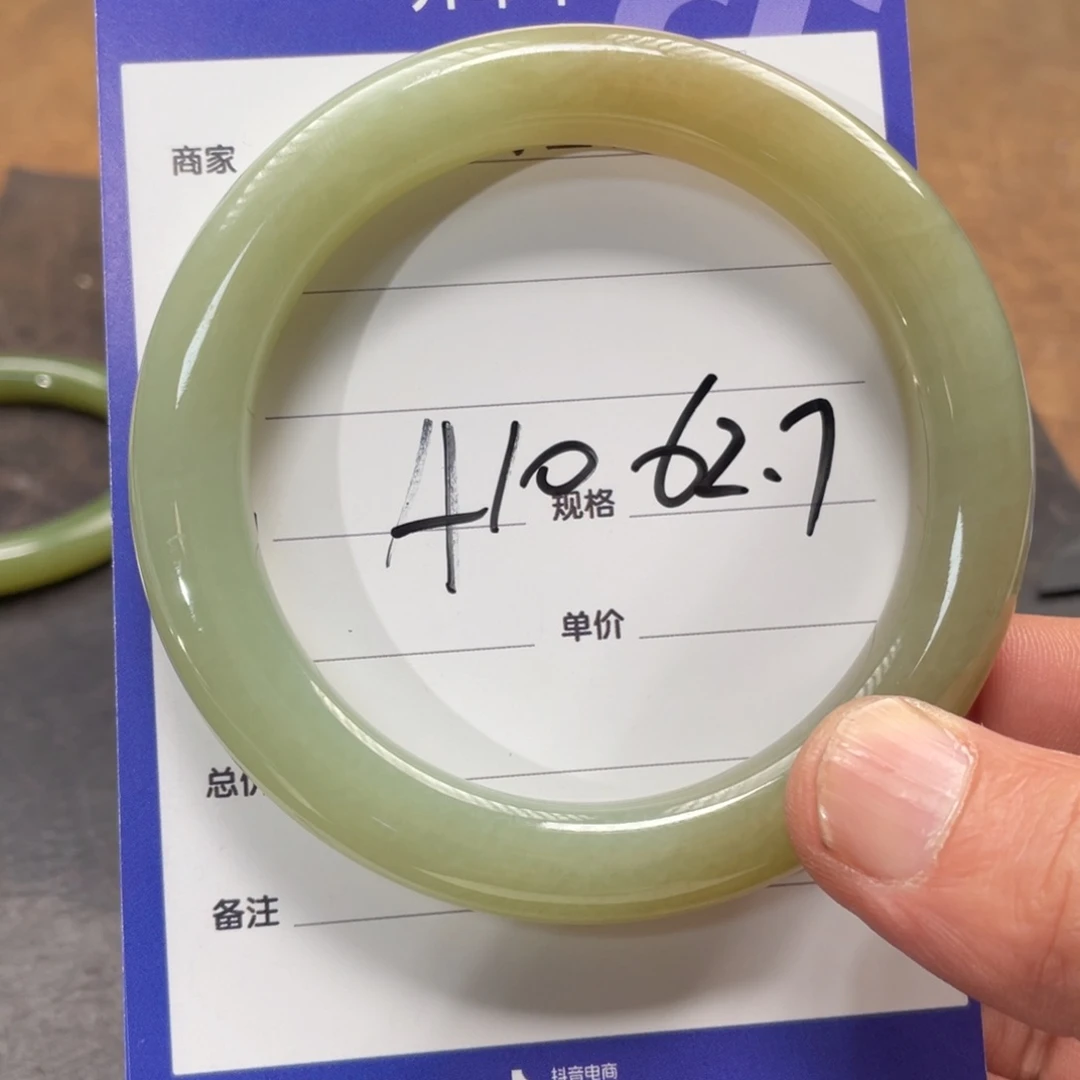 商家
410 62.7
规格
单价
总价
备注
抖音电商